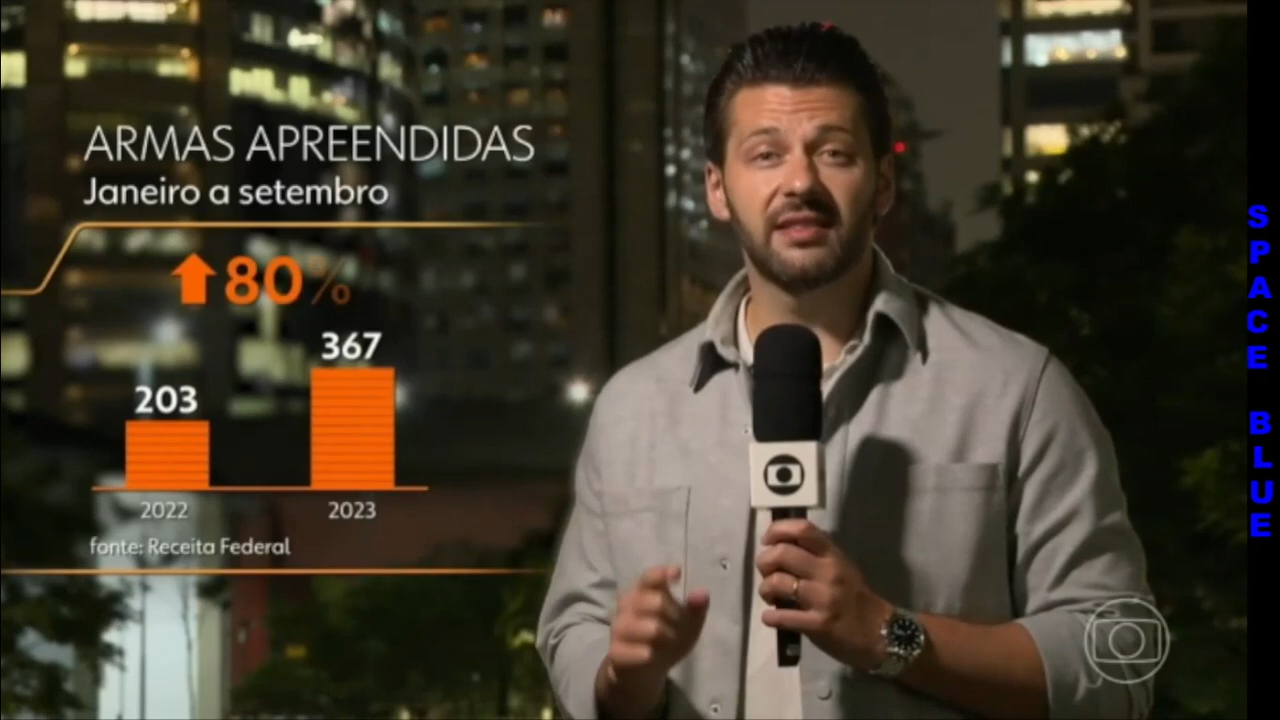 ARMAS APREENDIDAS
Janeiro a setembro
80%
367
203
2022 2023
fonte: Receita Federal
SPACE BLUE